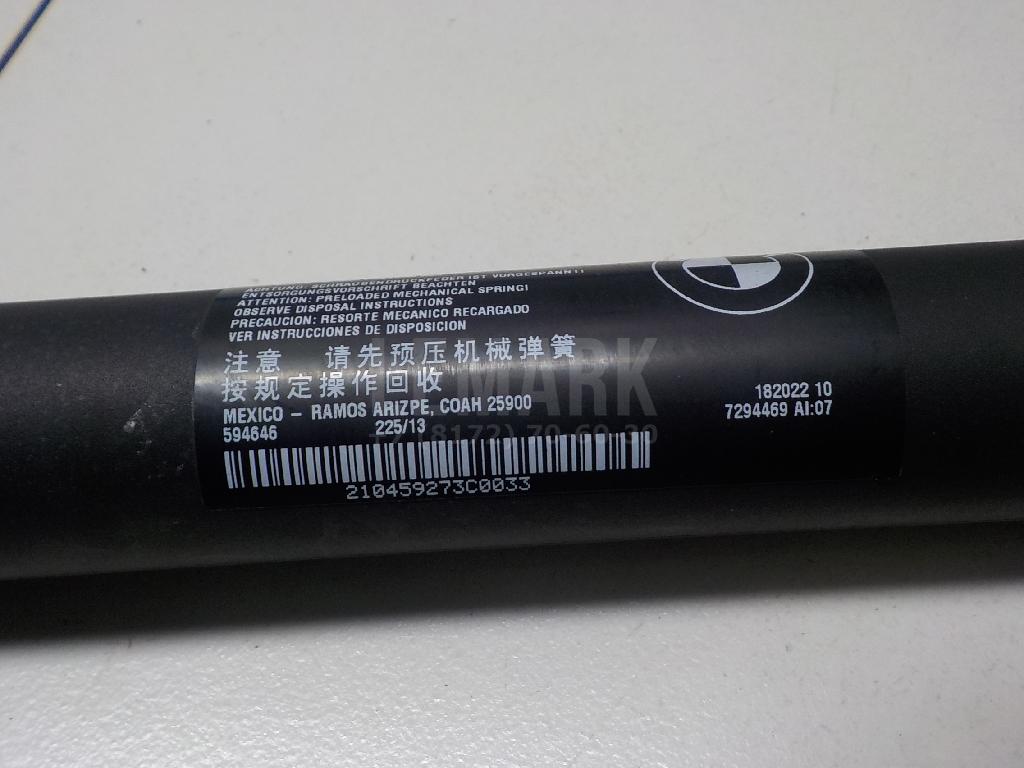 ACHTUNG: SCHRAUBENDRUCKFEDER IST VORGESPANNT!
ENTSORGUNGSVORSCHRIFT BEACHTEN
ATTENTION: PRELOADED MECHANICAL SPRING!
OBSERVE DISPOSAL INSTRUCTIONS
PRECAUCION: RESORTE MECANICO RECARGADO
VER INSTRUCCIONES DE DISPOSICION
注意 请先预压机械弹簧
按规定操作回收
MEXICO – RAMOS ARIZPE, COAH 25900
594646 225/13
210459273C0033
182022 10
7294469 AI:07
MARK